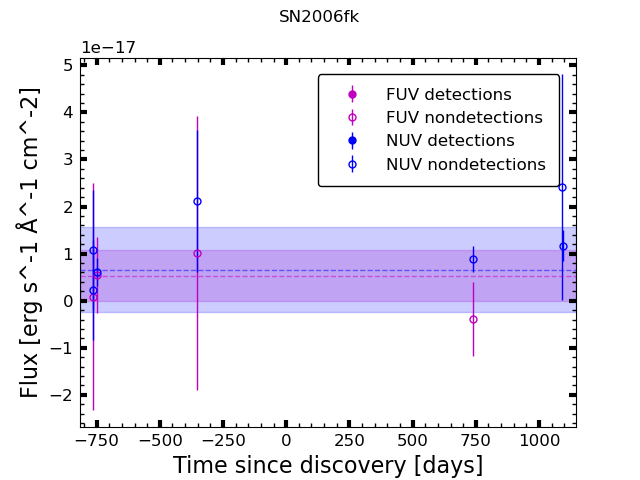 SN2006fk
1e−17
5
4
3
2
1
0
−1
−2
Flux [erg s^-1 Å^-1 cm^-2]
FUV detections
FUV nondetections
NUV detections
NUV nondetections
−750 −500 −250 0 250 500 750 1000
Time since discovery [days]